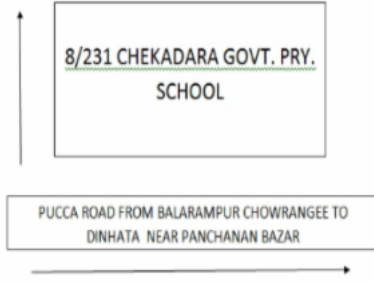 8/231 CHEKADARA GOVT. PRY.
SCHOOL
PUCCA ROAD FROM BALARAMPUR CHOWRANGEE TO
DINHATA NEAR PANCHANAN BAZAR